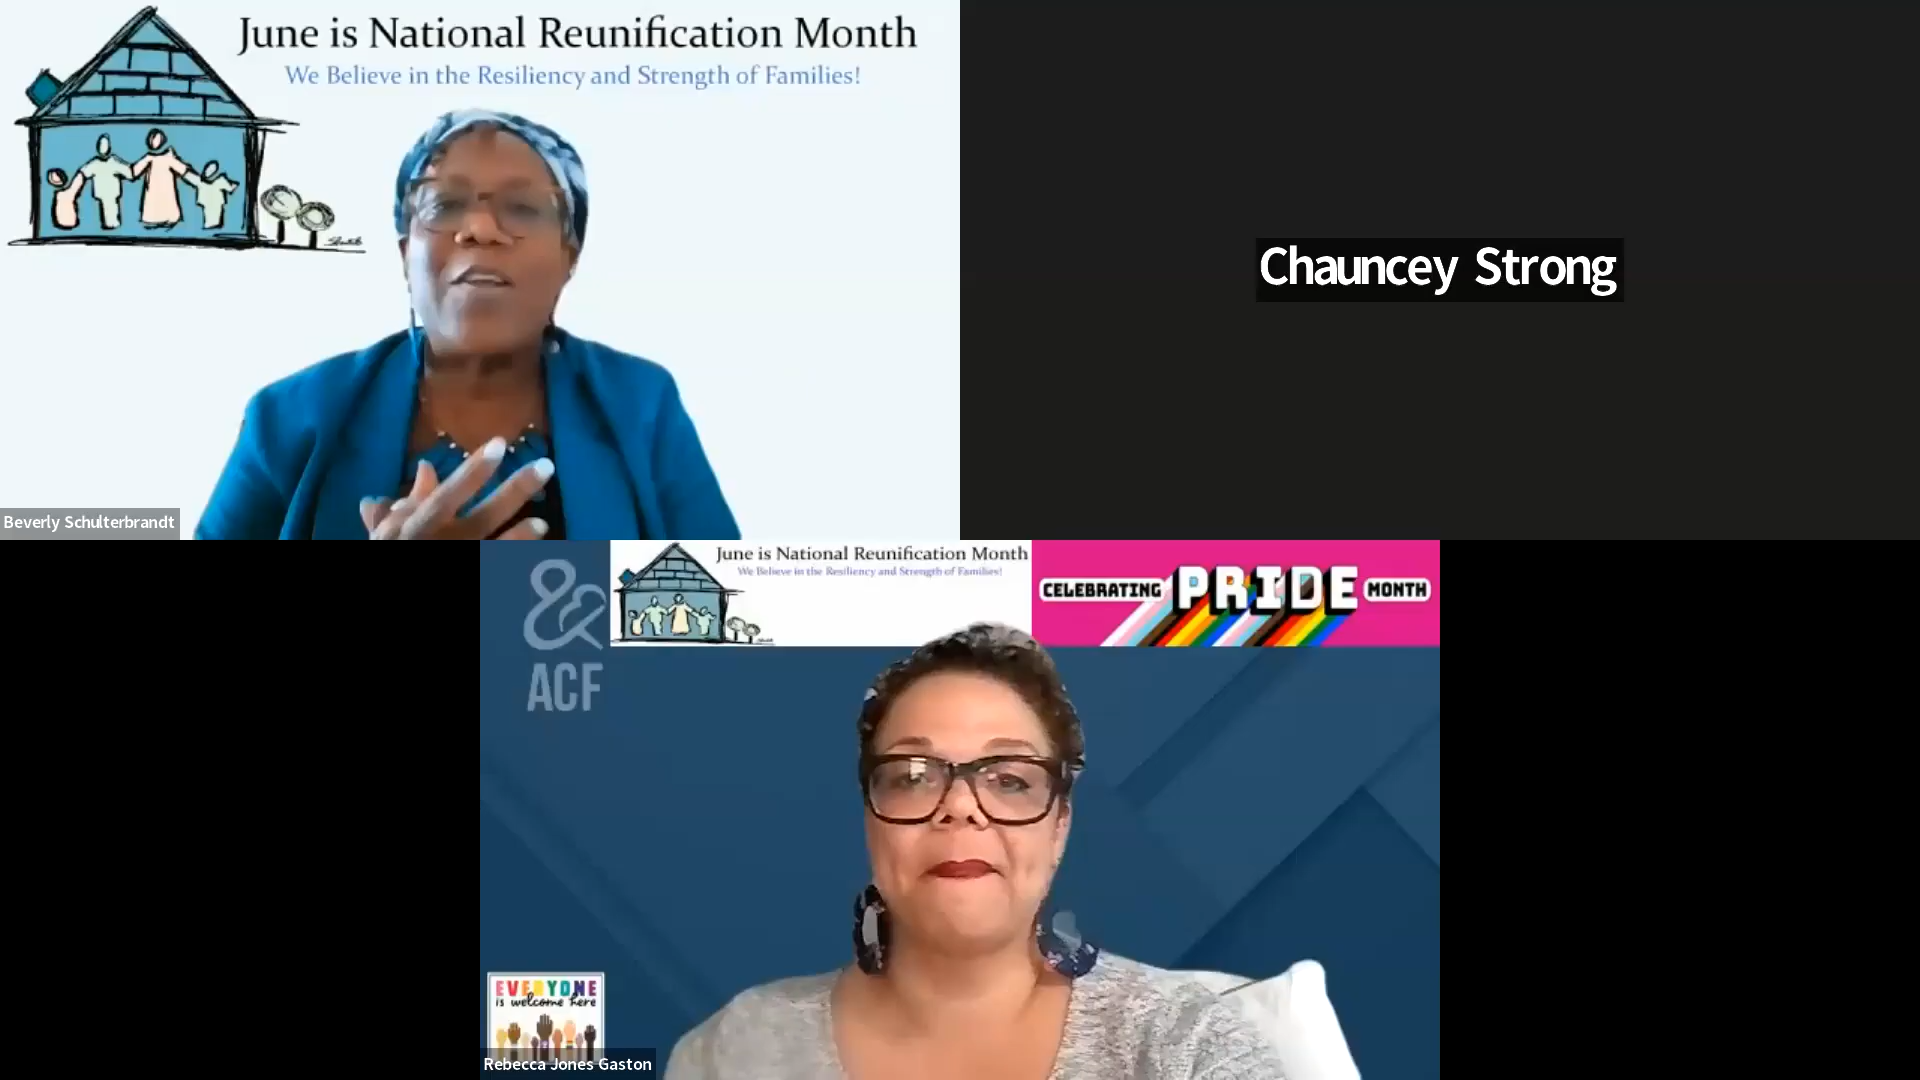 June is National Reunification Month
We Believe in the Resiliency and Strength of Families!
Beverly Schulterbrandt
Chauncey Strong
&
ACF
June is National Reunification Month
We Believe in the Resiliency and Strength of Families!
CELEBRATING PRIDE MONTH
EVERYONE
is welcome here
Rebecca Jones Gaston